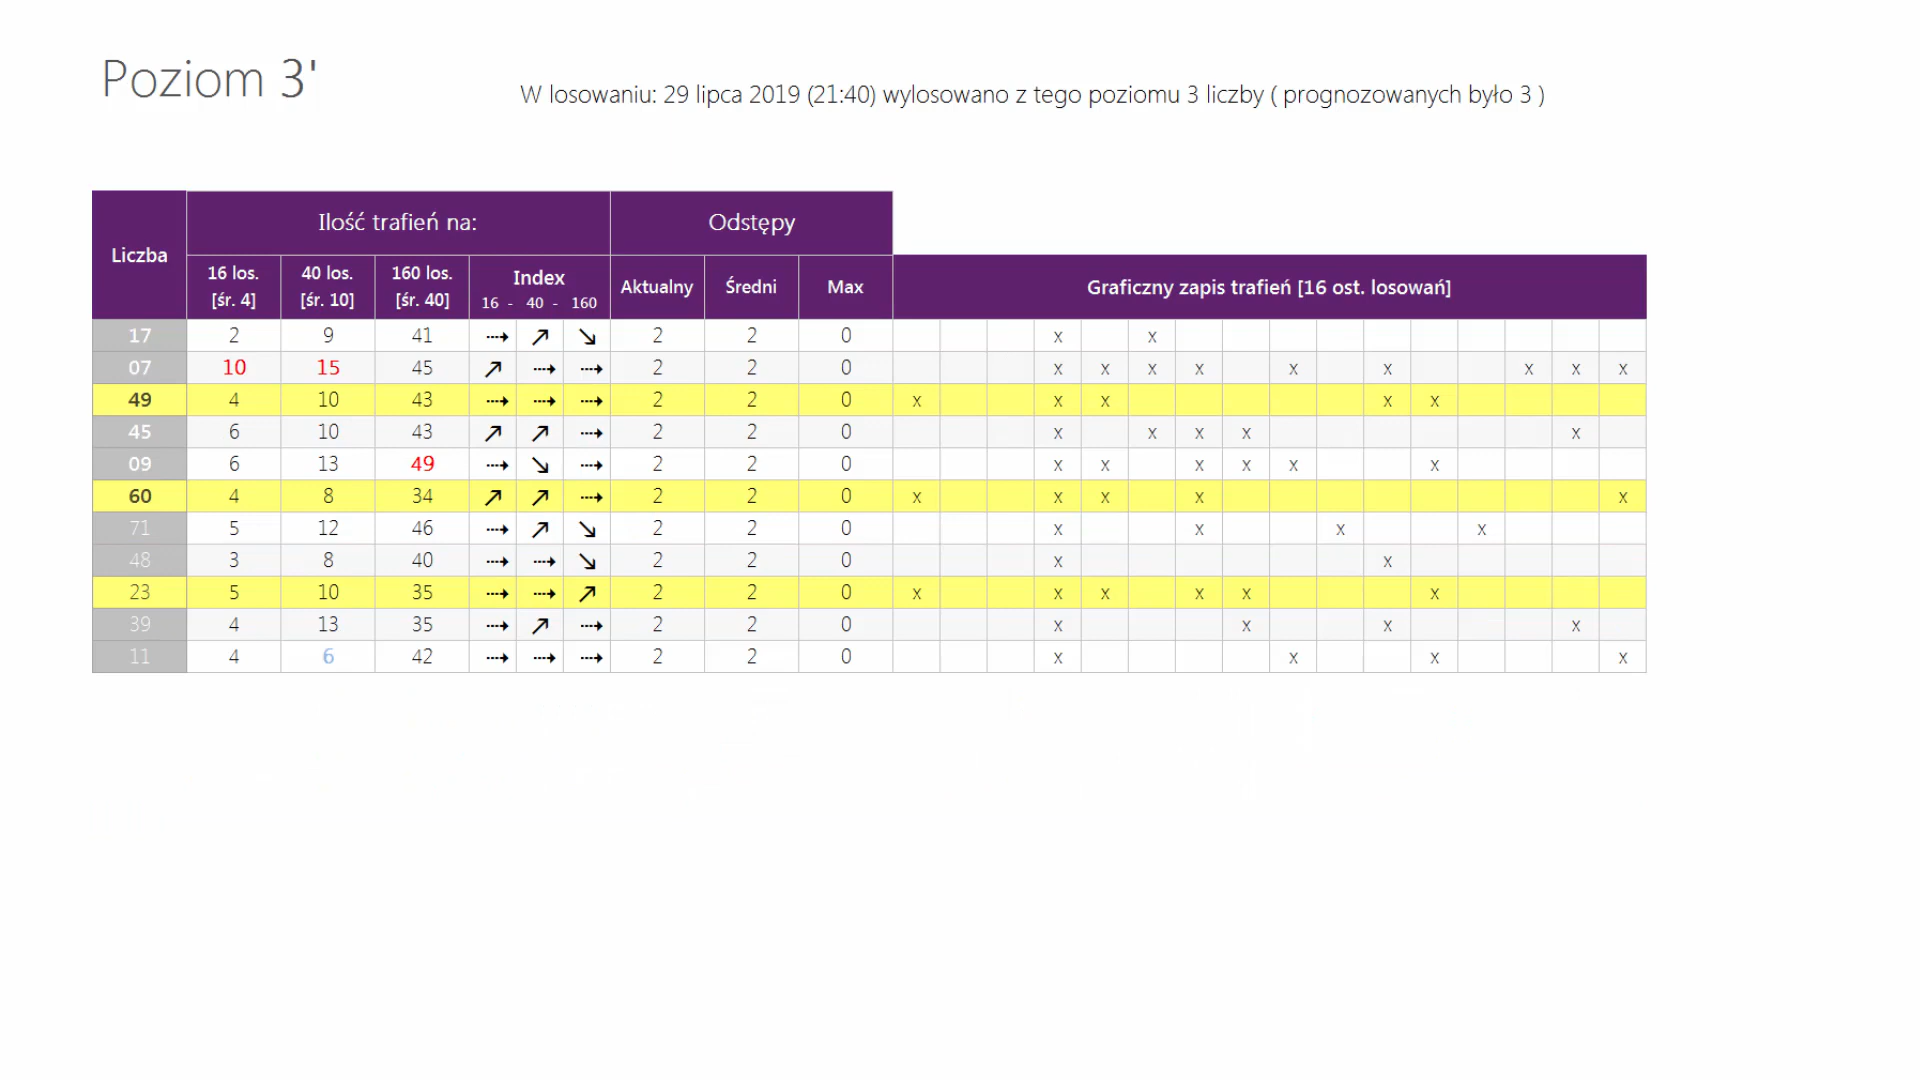 Poziom 3'
W losowaniu: 29 lipca 2019 (21:40) wylosowano z tego poziomu 3 liczby ( prognozowanych było 3 )
Liczba Ilość trafień na: Odstępy
16 los. [śr. 4] 40 los. [śr. 10] 160 los. [śr. 40] Index 16 - 40 - 160 Aktualny Średni Max Graficzny zapis trafień [16 ost. losowań]
17 2 9 41 → ↗ ↘ 2 2 0 x x
07 10 15 45 ↗ → → 2 2 0 x x x x x x x x x
49 4 10 43 → → → 2 2 0 x x x x x
45 6 10 43 ↗ ↗ → 2 2 0 x x x x x
09 6 13 49 → ↘ → 2 2 0 x x x x x x
60 4 8 34 ↗ ↗ → 2 2 0 x x x x x
71 5 12 46 → ↗ ↘ 2 2 0 x x x x
48 3 8 40 → → ↘ 2 2 0 x x
23 5 10 35 → → ↗ 2 2 0 x x x x x x
39 4 13 35 → ↗ → 2 2 0 x x x x
11 4 6 42 → → → 2 2 0 x x x x